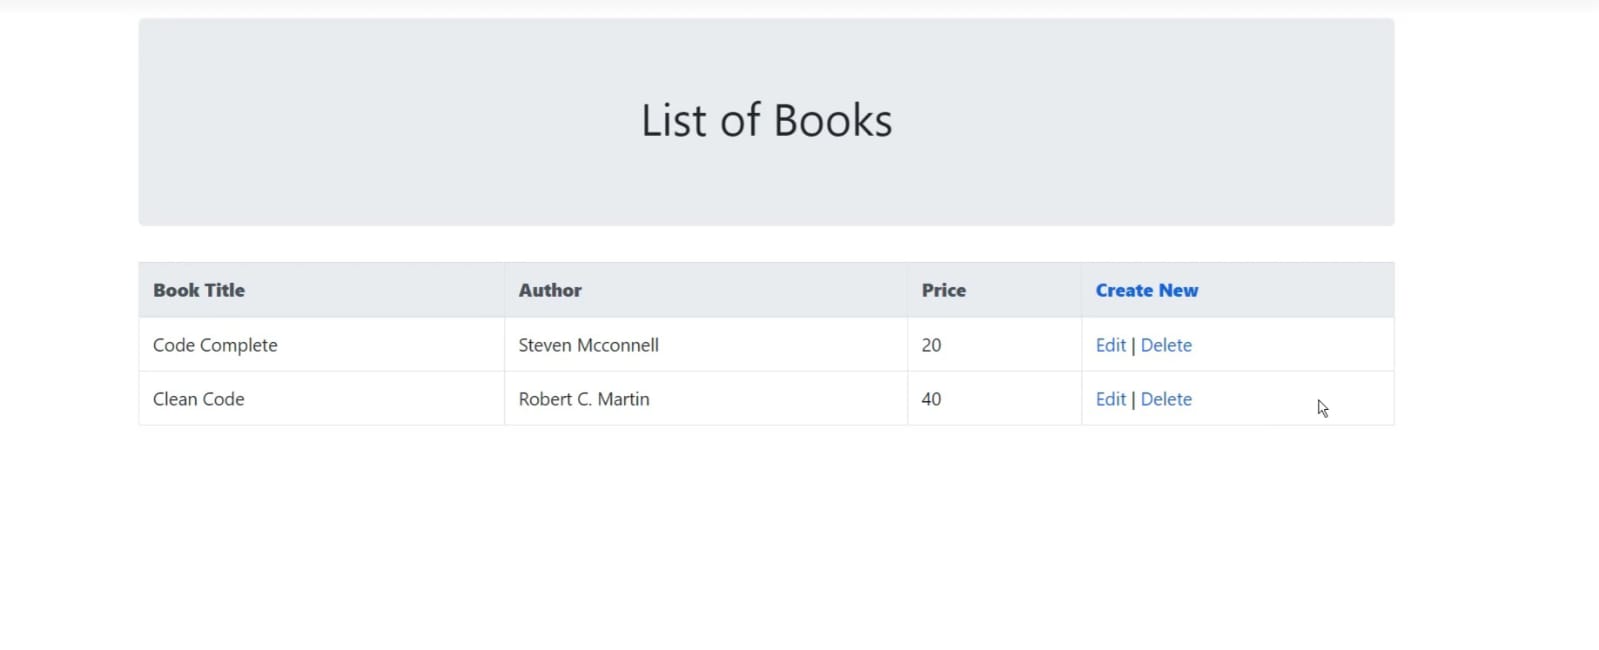 List of Books
Book Title Author Price Create New
Code Complete Steven Mcconnell 20 Edit | Delete
Clean Code Robert C. Martin 40 Edit | Delete